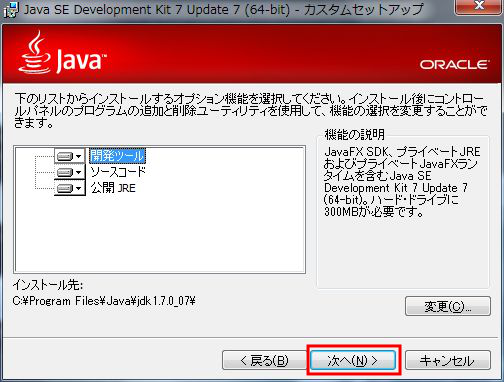 Java SE Development Kit 7 Update 7 (64-bit) - カスタムセットアップ
Java™
ORACLE
下のリストからインストールするオプション機能を選択してください。インストール後にコントロー
ルパネルのプログラムの追加と削除ユーティリティを使用して、機能の選択を変更することがで
きます。
開発ツール
ソースコード
公開 JRE
機能の説明
JavaFX SDK、プライベートJRE
およびプライベートJavaFXラン
タイムを含むJava SE
Development Kit 7 Update 7
(64-bit)。ハード・ドライブに
300MBが必要です。
インストール先:
C:¥Program Files¥Java¥jdk1.7.0_07¥
変更(C)...
< 戻る(B)
次へ(N) >
キャンセル